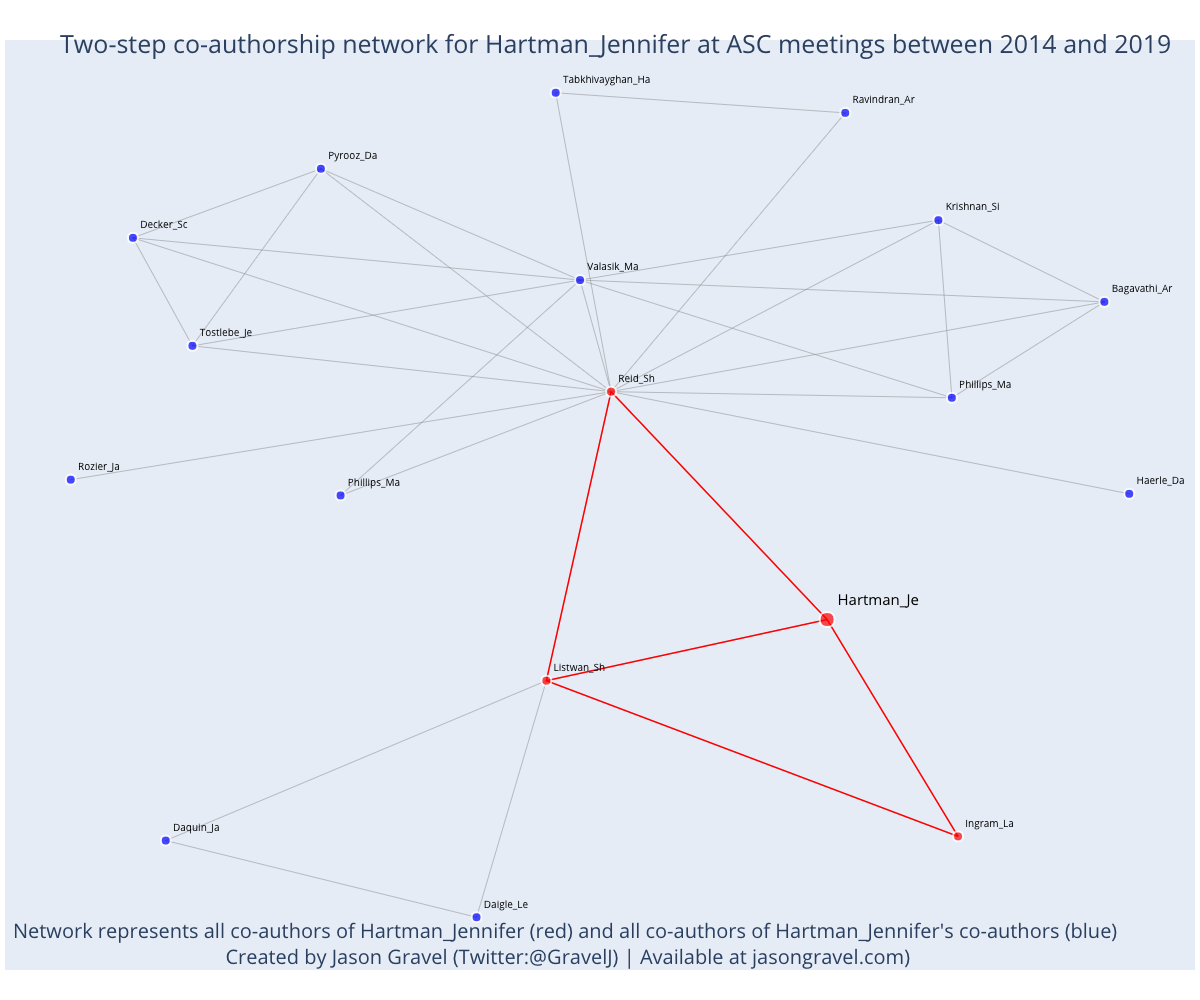 Two-step co-authorship network for Hartman_Jennifer at ASC meetings between 2014 and 2019
Tabkhivayghan_Ha
Ravindran_Ar
Pyrooz_Da
Krishnan_Si
Decker_Sc
Valasik_Ma
Bagavathi_Ar
Tostlebe_Je
Reid_Sh
Phillips_Ma
Rozier_Ja
Phillips_Ma
Haerle_Da
Hartman_Je
Listwan_Sh
Ingram_La
Daquin_Ja
Daigle_Le
Network represents all co-authors of Hartman_Jennifer (red) and all co-authors of Hartman_Jennifer's co-authors (blue)
Created by Jason Gravel (Twitter:@GravelJ) | Available at jasongravel.com)